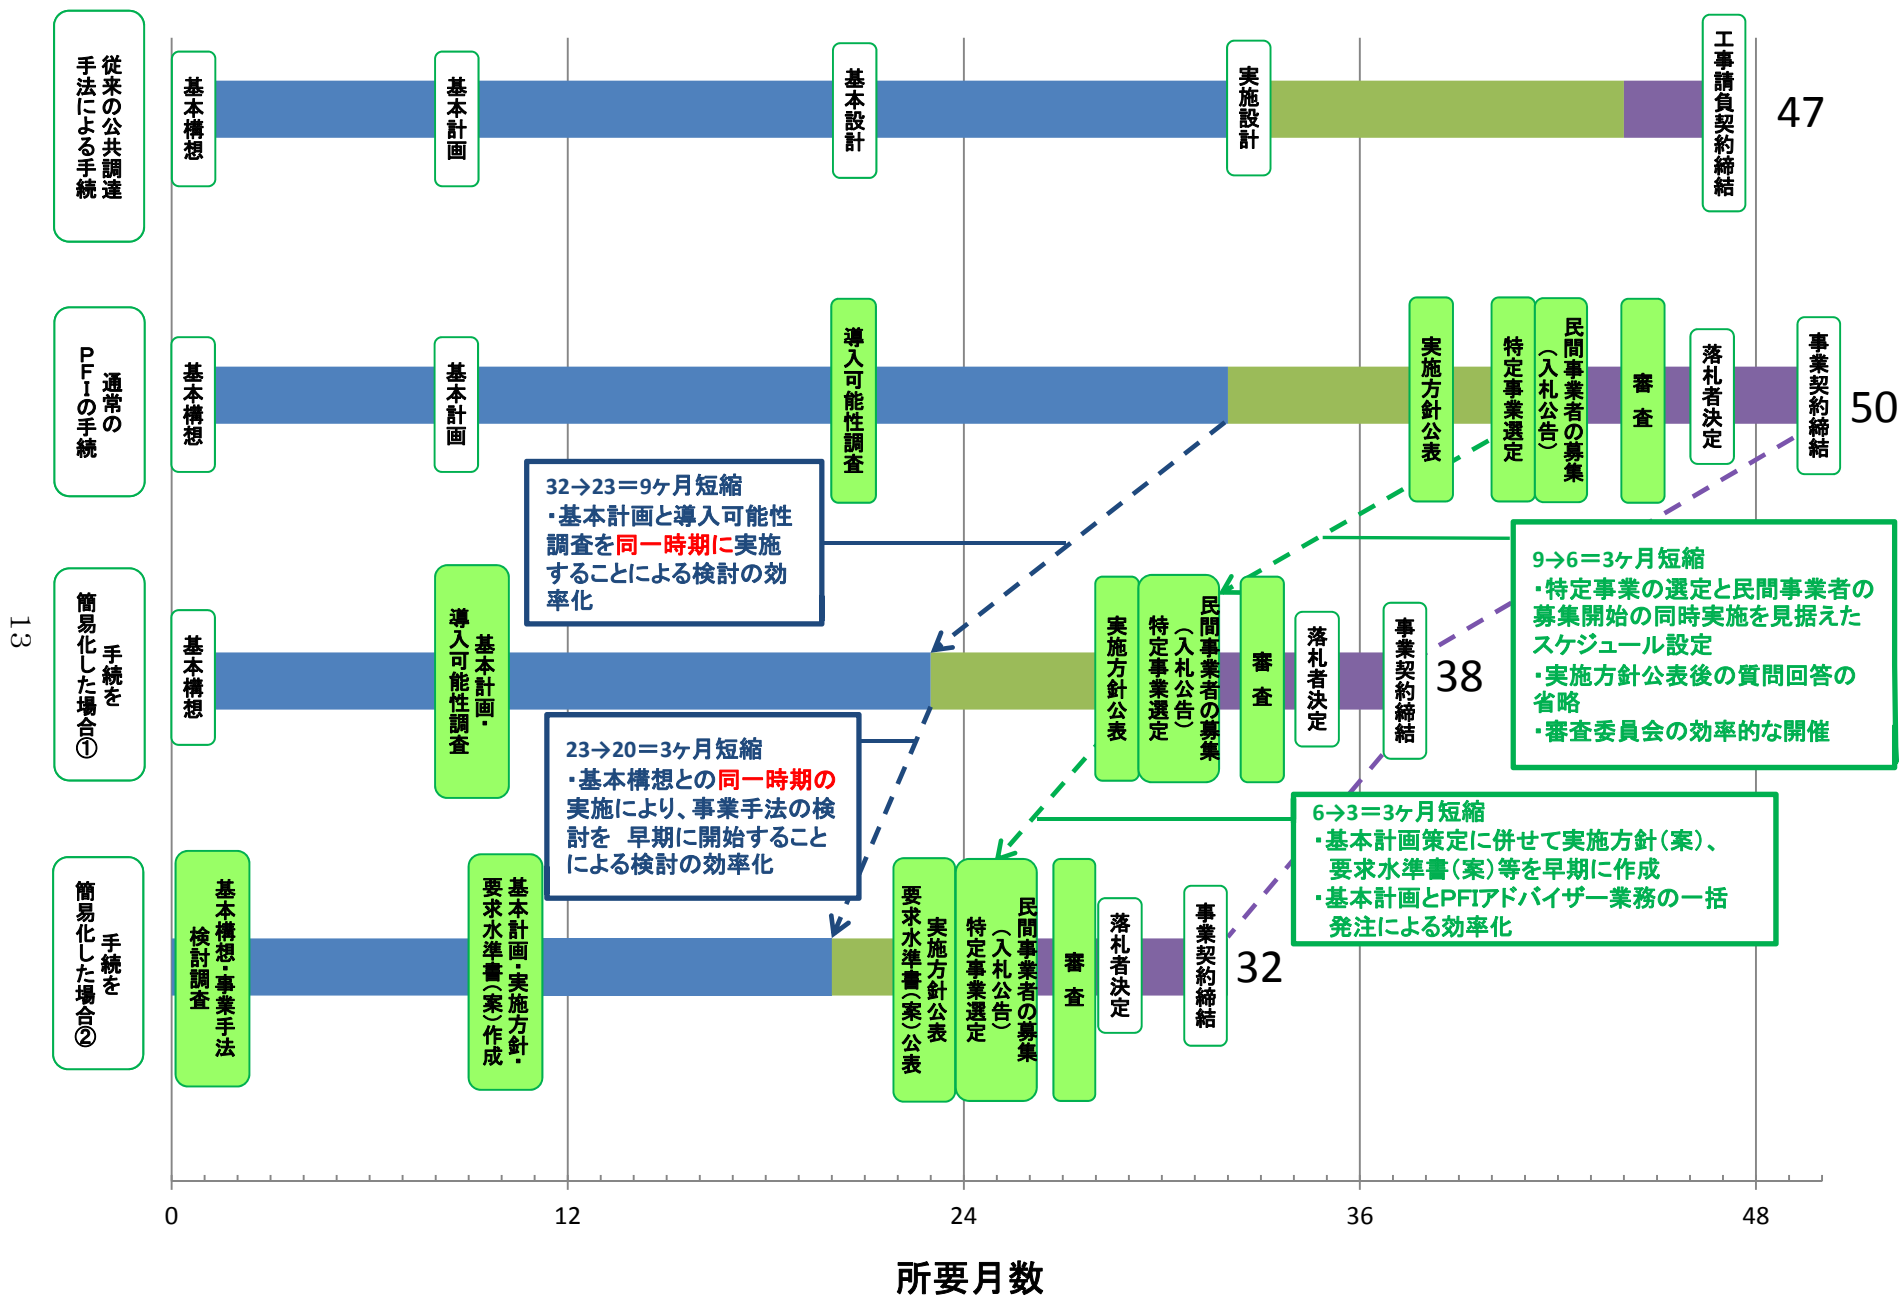 従来の公共調達
手法による手続
基本構想
基本計画
基本設計
実施設計
工事請負契約締結
47
通常の
PFIの手続
基本構想
基本計画
導入可能性調査
実施方針公表
特定事業選定
民間事業者の募集
（入札公告）
審査
落札者決定
事業契約締結
50
32→23＝9ヶ月短縮
・基本計画と導入可能性
調査を同一時期に実施
することによる検討の効
率化
9→6＝3ヶ月短縮
・特定事業の選定と民間事業者の
募集開始の同時実施を見据えた
スケジュール設定
・実施方針公表後の質問回答の
省略
・審査委員会の効率的な開催
手続を
簡易化した場合①
基本構想
基本計画・
導入可能性調査
実施方針公表
民間事業者の募集
（入札公告）
特定事業選定
審査
落札者決定
事業契約締結
38
23→20＝3ヶ月短縮
・基本構想との同一時期の
実施により、事業手法の検
討を 早期に開始すること
による検討の効率化
6→3＝3ヶ月短縮
・基本計画策定に併せて実施方針（案）、
要求水準書（案）等を早期に作成
・基本計画とPFIアドバイザー業務の一括
発注による効率化
手続を
簡易化した場合②
基本構想・事業手法
検討調査
基本計画・実施方針・
要求水準書（案）作成
実施方針公表
要求水準書（案）公表
民間事業者の募集
（入札公告）
特定事業選定
審査
落札者決定
事業契約締結
32
0
12
24
36
48
所要月数
13